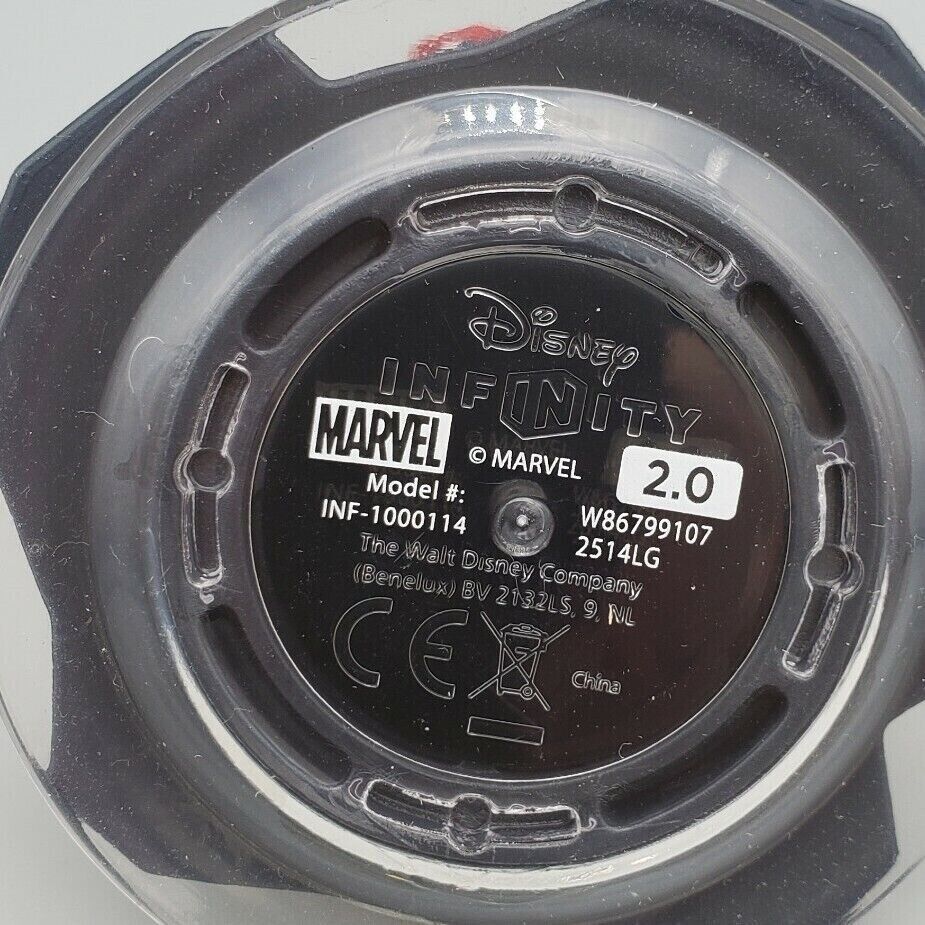 Disney
INFINITY
MARVEL
© MARVEL
2.0
Model #:
INF-1000114
W86799107
2514LG
The Walt Disney Company
(Benelux) BV 2132LS, 9, NL
CE
China